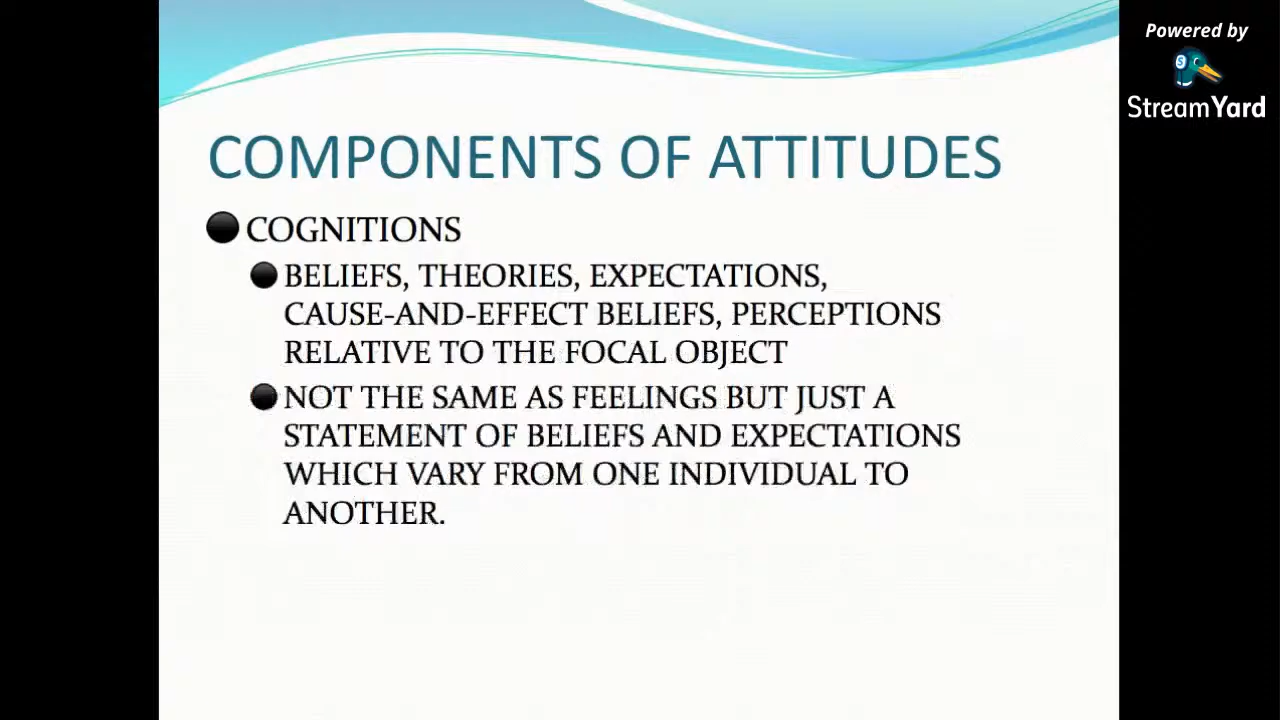 Powered by
StreamYard
COMPONENTS OF ATTITUDES
COGNITIONS
BELIEFS, THEORIES, EXPECTATIONS,
CAUSE-AND-EFFECT BELIEFS, PERCEPTIONS
RELATIVE TO THE FOCAL OBJECT
NOT THE SAME AS FEELINGS BUT JUST A
STATEMENT OF BELIEFS AND EXPECTATIONS
WHICH VARY FROM ONE INDIVIDUAL TO
ANOTHER.